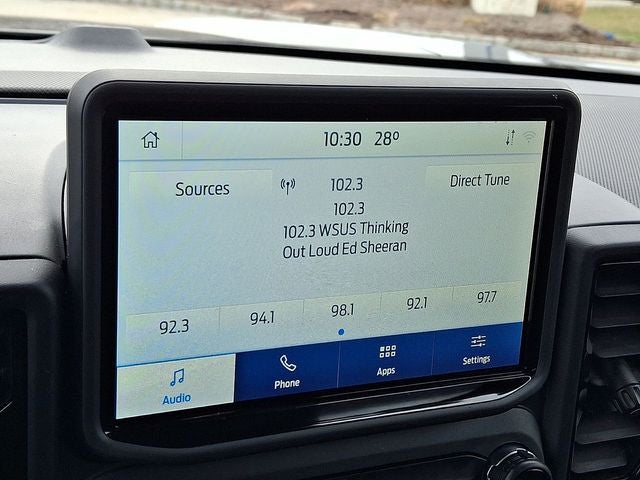 10:30 28º
Sources
102.3
Direct Tune
102.3
102.3 WSUS Thinking
Out Loud Ed Sheeran
92.3 94.1 98.1 92.1 97.7
Audio Phone Apps Settings